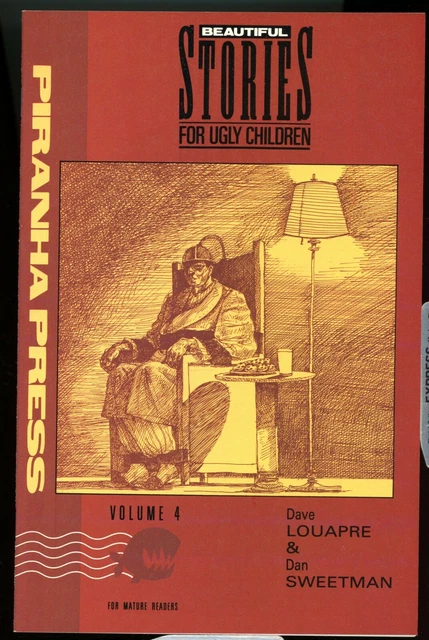 BEAUTIFUL
STORIES
FOR UGLY CHILDREN
PIRANHA PRESS
VOLUME 4
Dave
LOUAPRE
&
Dan
SWEETMAN
FOR MATURE READERS